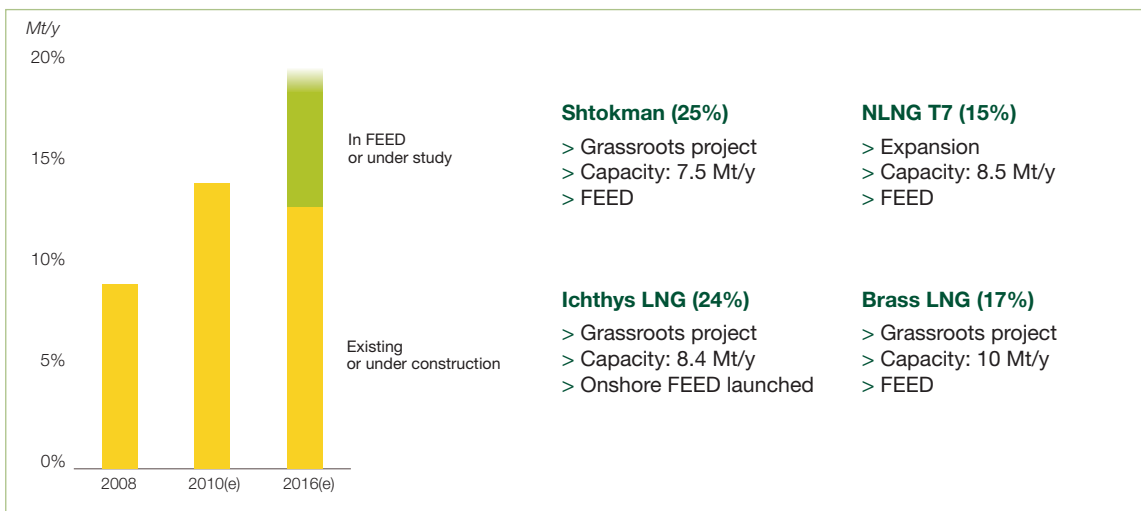 Mt/y
20%
15%
10%
5%
0%
2008
2010(e)
2016(e)
In FEED
or under study
Existing
or under construction
Shtokman (25%)
> Grassroots project
> Capacity: 7.5 Mt/y
> FEED
NLNG T7 (15%)
> Expansion
> Capacity: 8.5 Mt/y
> FEED
Ichthys LNG (24%)
> Grassroots project
> Capacity: 8.4 Mt/y
> Onshore FEED launched
Brass LNG (17%)
> Grassroots project
> Capacity: 10 Mt/y
> FEED